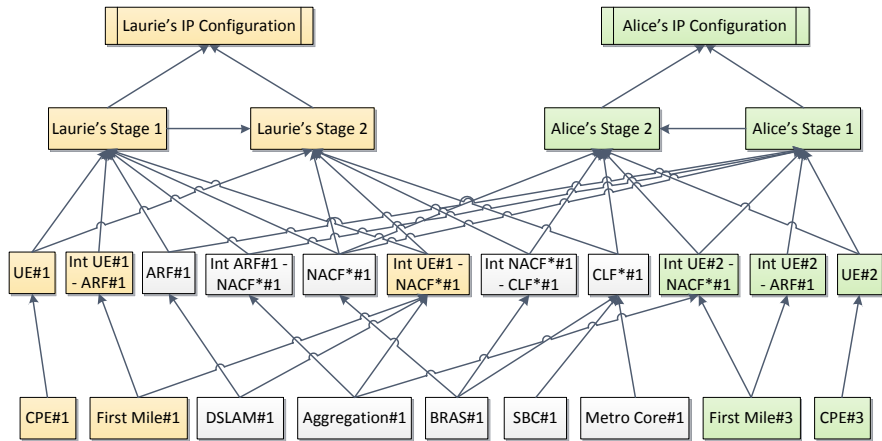 Laurie's IP Configuration
Alice's IP Configuration
Laurie's Stage 1
Laurie's Stage 2
Alice's Stage 2
Alice's Stage 1
UE#1
Int UE#1
- ARF#1
ARF#1
Int ARF#1 -
NACF*#1
NACF*#1
Int UE#1 -
NACF*#1
Int NACF*#1
- CLF*#1
CLF*#1
Int UE#2 -
NACF*#1
Int UE#2
- ARF#1
UE#2
CPE#1
First Mile#1
DSLAM#1
Aggregation#1
BRAS#1
SBC#1
Metro Core#1
First Mile#3
CPE#3